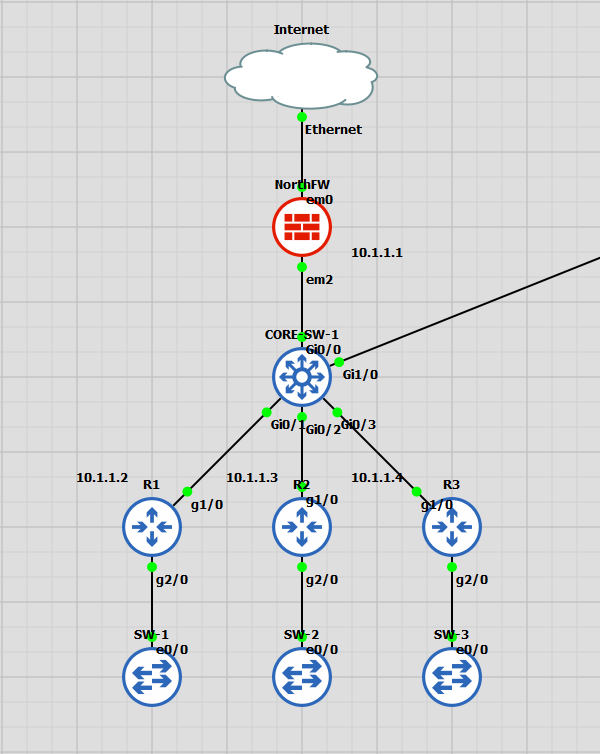 Internet
Ethernet
NorthFW
em0
10.1.1.1
em2
CORE-SW-1
Gi0/0
Gi1/0
Gi0/1
Gi0/2
Gi0/3
10.1.1.2
R1
10.1.1.3
R2
10.1.1.4
R3
g1/0
g1/0
g1/0
g2/0
g2/0
g2/0
SW-1
e0/0
SW-2
e0/0
SW-3
e0/0